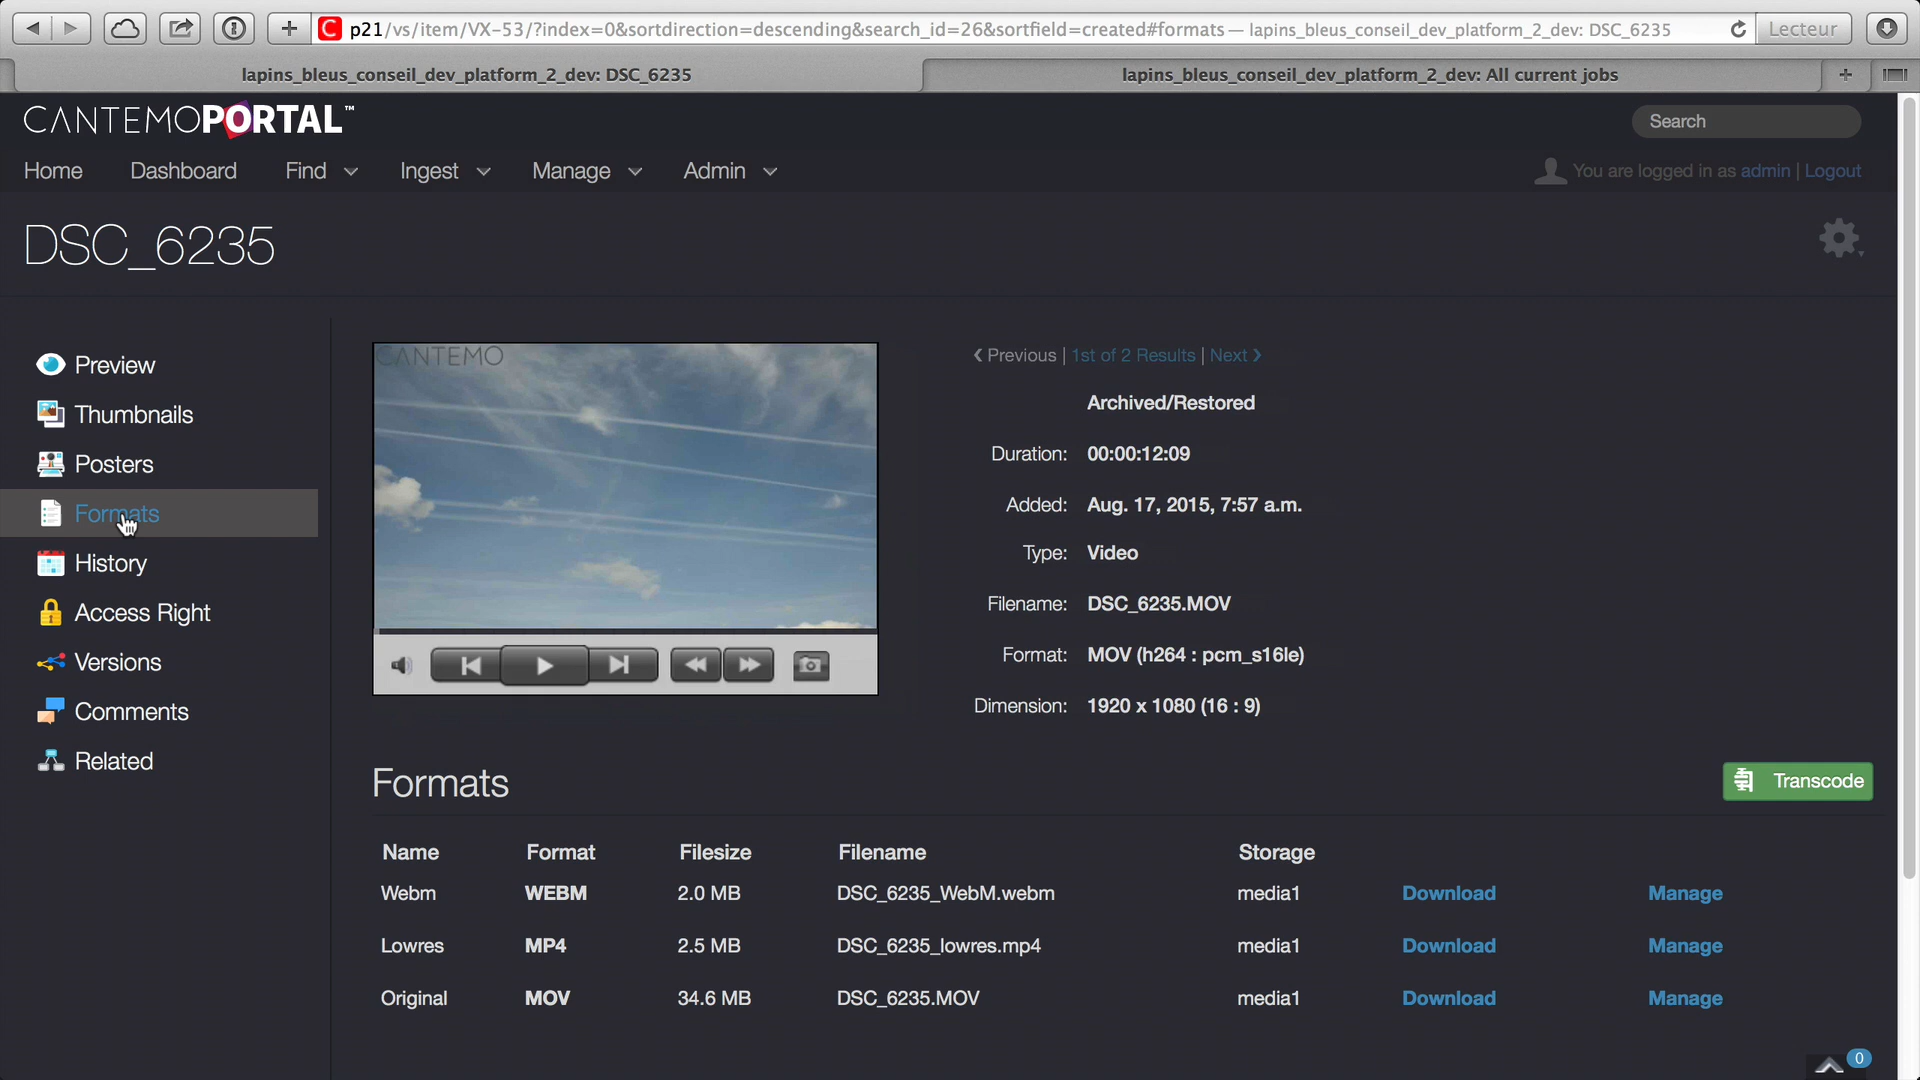 p21/vs/item/VX-53/?index=0&sortdirection=descending&search_id=26&sortfield=created#formats — lapins_bleus_conseil_dev_platform_2_dev: DSC_6235
Lecteur
lapins_bleus_conseil_dev_platform_2_dev: DSC_6235
lapins_bleus_conseil_dev_platform_2_dev: All current jobs
CANTEMOPORTAL™
Search
Home Dashboard Find Ingest Manage Admin
You are logged in as admin | Logout
DSC_6235
Preview
Thumbnails
Posters
Formats
History
Access Right
Versions
Comments
Related
CANTEMO
Previous | 1st of 2 Results | Next
Archived/Restored
Duration: 00:00:12:09
Added: Aug. 17, 2015, 7:57 a.m.
Type: Video
Filename: DSC_6235.MOV
Format: MOV (h264 : pcm_s16le)
Dimension: 1920 x 1080 (16 : 9)
Formats
Transcode
Name Format Filesize Filename Storage
Webm WEBM 2.0 MB DSC_6235_WebM.webm media1 Download Manage
Lowres MP4 2.5 MB DSC_6235_lowres.mp4 media1 Download Manage
Original MOV 34.6 MB DSC_6235.MOV media1 Download Manage
0